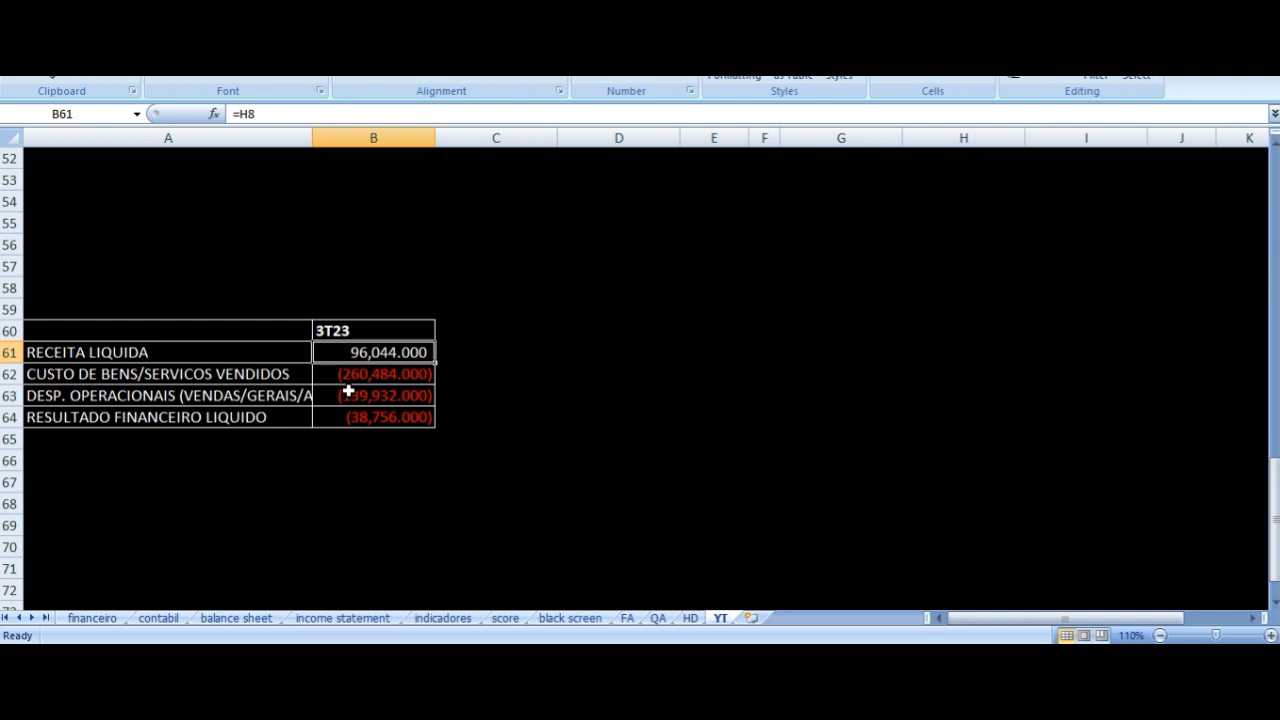 Clipboard Font Alignment Number Styles Cells Editing
B61 fx =H8
A B C D E F G H I J K
52
53
54
55
56
57
58
59
60 3T23
61 RECEITA LIQUIDA 96,044.000
62 CUSTO DE BENS/SERVICOS VENDIDOS (260,484.000)
63 DESP. OPERACIONAIS (VENDAS/GERAIS/A
64 RESULTADO FINANCEIRO LIQUIDO (38,756.000)
65
66
67
68
69
70
71
72
financeiro contabil balance sheet income statement indicadores score black screen FA QA HD YT
Ready 110%